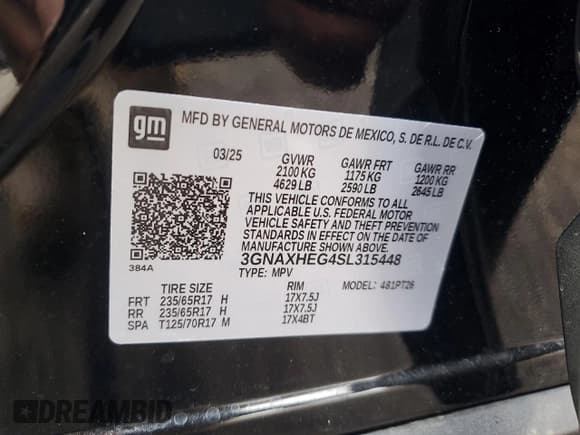 gm
MFD BY GENERAL MOTORS DE MEXICO, S. DE R.L. DE C.V.
03/25 GVWR GAWR FRT GAWR RR
2100 KG 1175 KG 1200 KG
4629 LB 2590 LB 2645 LB
THIS VEHICLE CONFORMS TO ALL
APPLICABLE U.S. FEDERAL MOTOR
VEHICLE SAFETY AND THEFT PREVENTION
STANDARDS IN EFFECT ON THE DATE OF
MANUFACTURE SHOWN ABOVE.
3GNAXHEG4SL315448
384A
TYPE: MPV MODEL: 481PT26
TIRE SIZE RIM
FRT 235/65R17 H 17X7.5J
RR 235/65R17 H 17X7.5J
SPA T125/70R17 M 17X4BT
DREAMBID